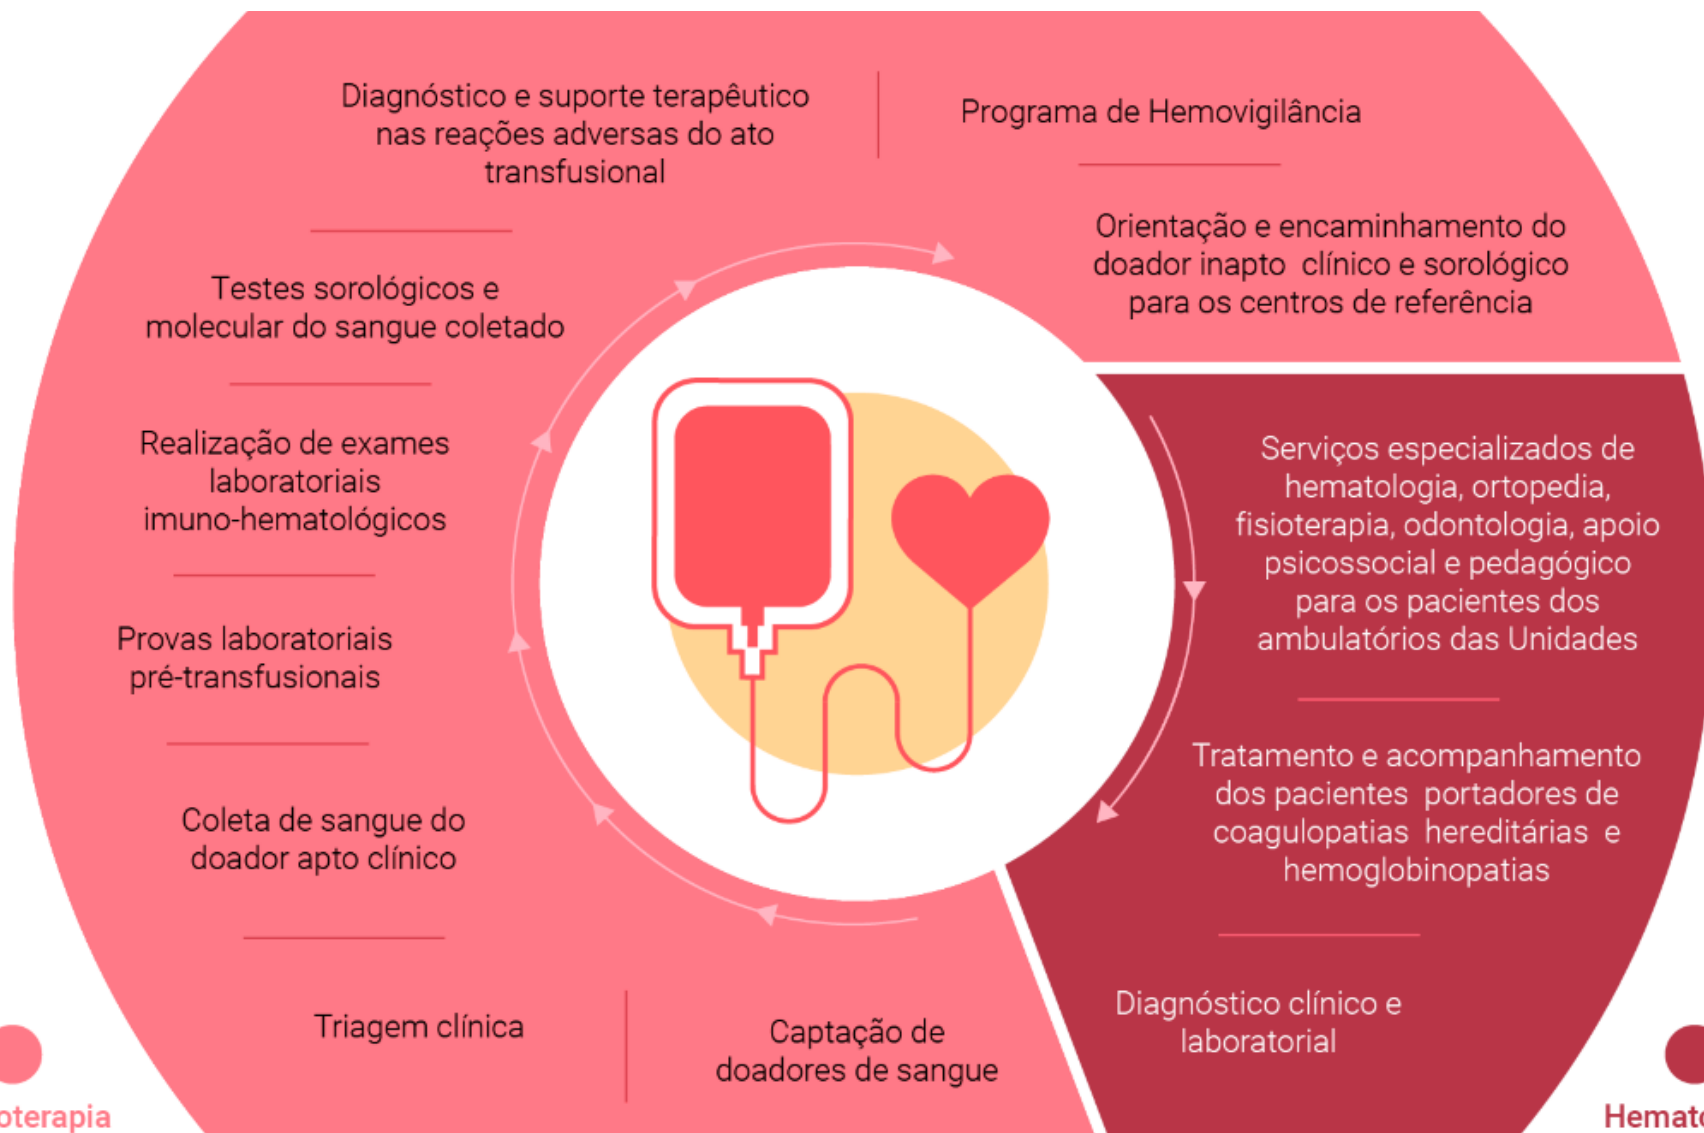 Diagnóstico e suporte terapêutico
nas reações adversas do ato
transfusional
Programa de Hemovigilância
Orientação e encaminhamento do
doador inapto clínico e sorológico
para os centros de referência
Testes sorológicos e
molecular do sangue coletado
Realização de exames
laboratoriais
imuno-hematológicos
Provas laboratoriais
pré-transfusionais
Coleta de sangue do
doador apto clínico
Triagem clínica
Captação de
doadores de sangue
Serviços especializados de
hematologia, ortopedia,
fisioterapia, odontologia, apoio
psicossocial e pedagógico
para os pacientes dos
ambulatórios das Unidades
Tratamento e acompanhamento
dos pacientes portadores de
coagulopatias hereditárias e
hemoglobinopatias
Diagnóstico clínico e
laboratorial
oterapia
Hemato